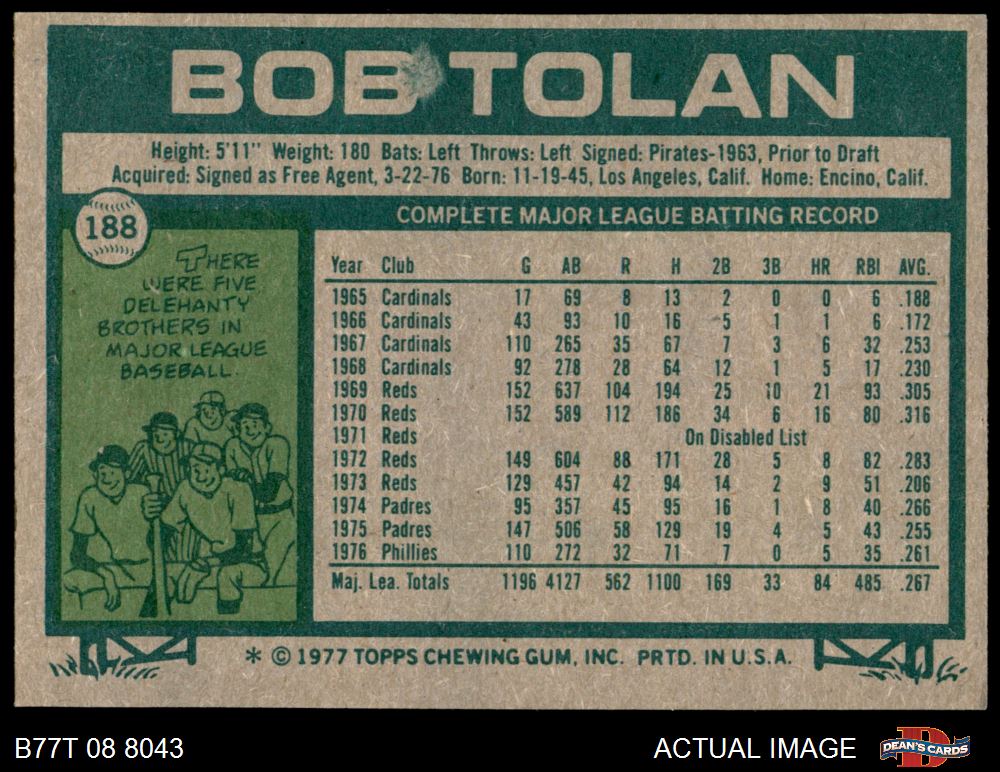 BOB TOLAN
Height: 5'11" Weight: 180 Bats: Left Throws: Left Signed: Pirates-1963, Prior to Draft
Acquired: Signed as Free Agent, 3-22-76 Born: 11-19-45, Los Angeles, Calif. Home: Encino, Calif.
188
THERE
WERE FIVE
DELEHANTY
BROTHERS IN
MAJOR LEAGUE
BASEBALL.
COMPLETE MAJOR LEAGUE BATTING RECORD
Year Club G AB R H 2B 3B HR RBI AVG.
1965 Cardinals 17 69 8 13 2 0 0 6 .188
1966 Cardinals 43 93 10 16 5 1 1 6 .172
1967 Cardinals 110 265 35 67 7 3 6 32 .253
1968 Cardinals 92 278 28 64 12 1 5 17 .230
1969 Reds 152 637 104 194 25 10 21 93 .305
1970 Reds 152 589 112 186 34 6 16 80 .316
1971 Reds On Disabled List
1972 Reds 149 604 88 171 28 5 8 82 .283
1973 Reds 129 457 42 94 14 2 9 51 .206
1974 Padres 95 357 45 95 16 1 8 40 .266
1975 Padres 147 506 58 129 19 4 5 43 .255
1976 Phillies 110 272 32 71 7 0 5 35 .261
Maj. Lea. Totals 1196 4127 562 1100 169 33 84 485 .267
* © 1977 TOPPS CHEWING GUM, INC. PRTD. IN U.S.A.
B77T 08 8043
ACTUAL IMAGE
D
DEAN'S CARDS